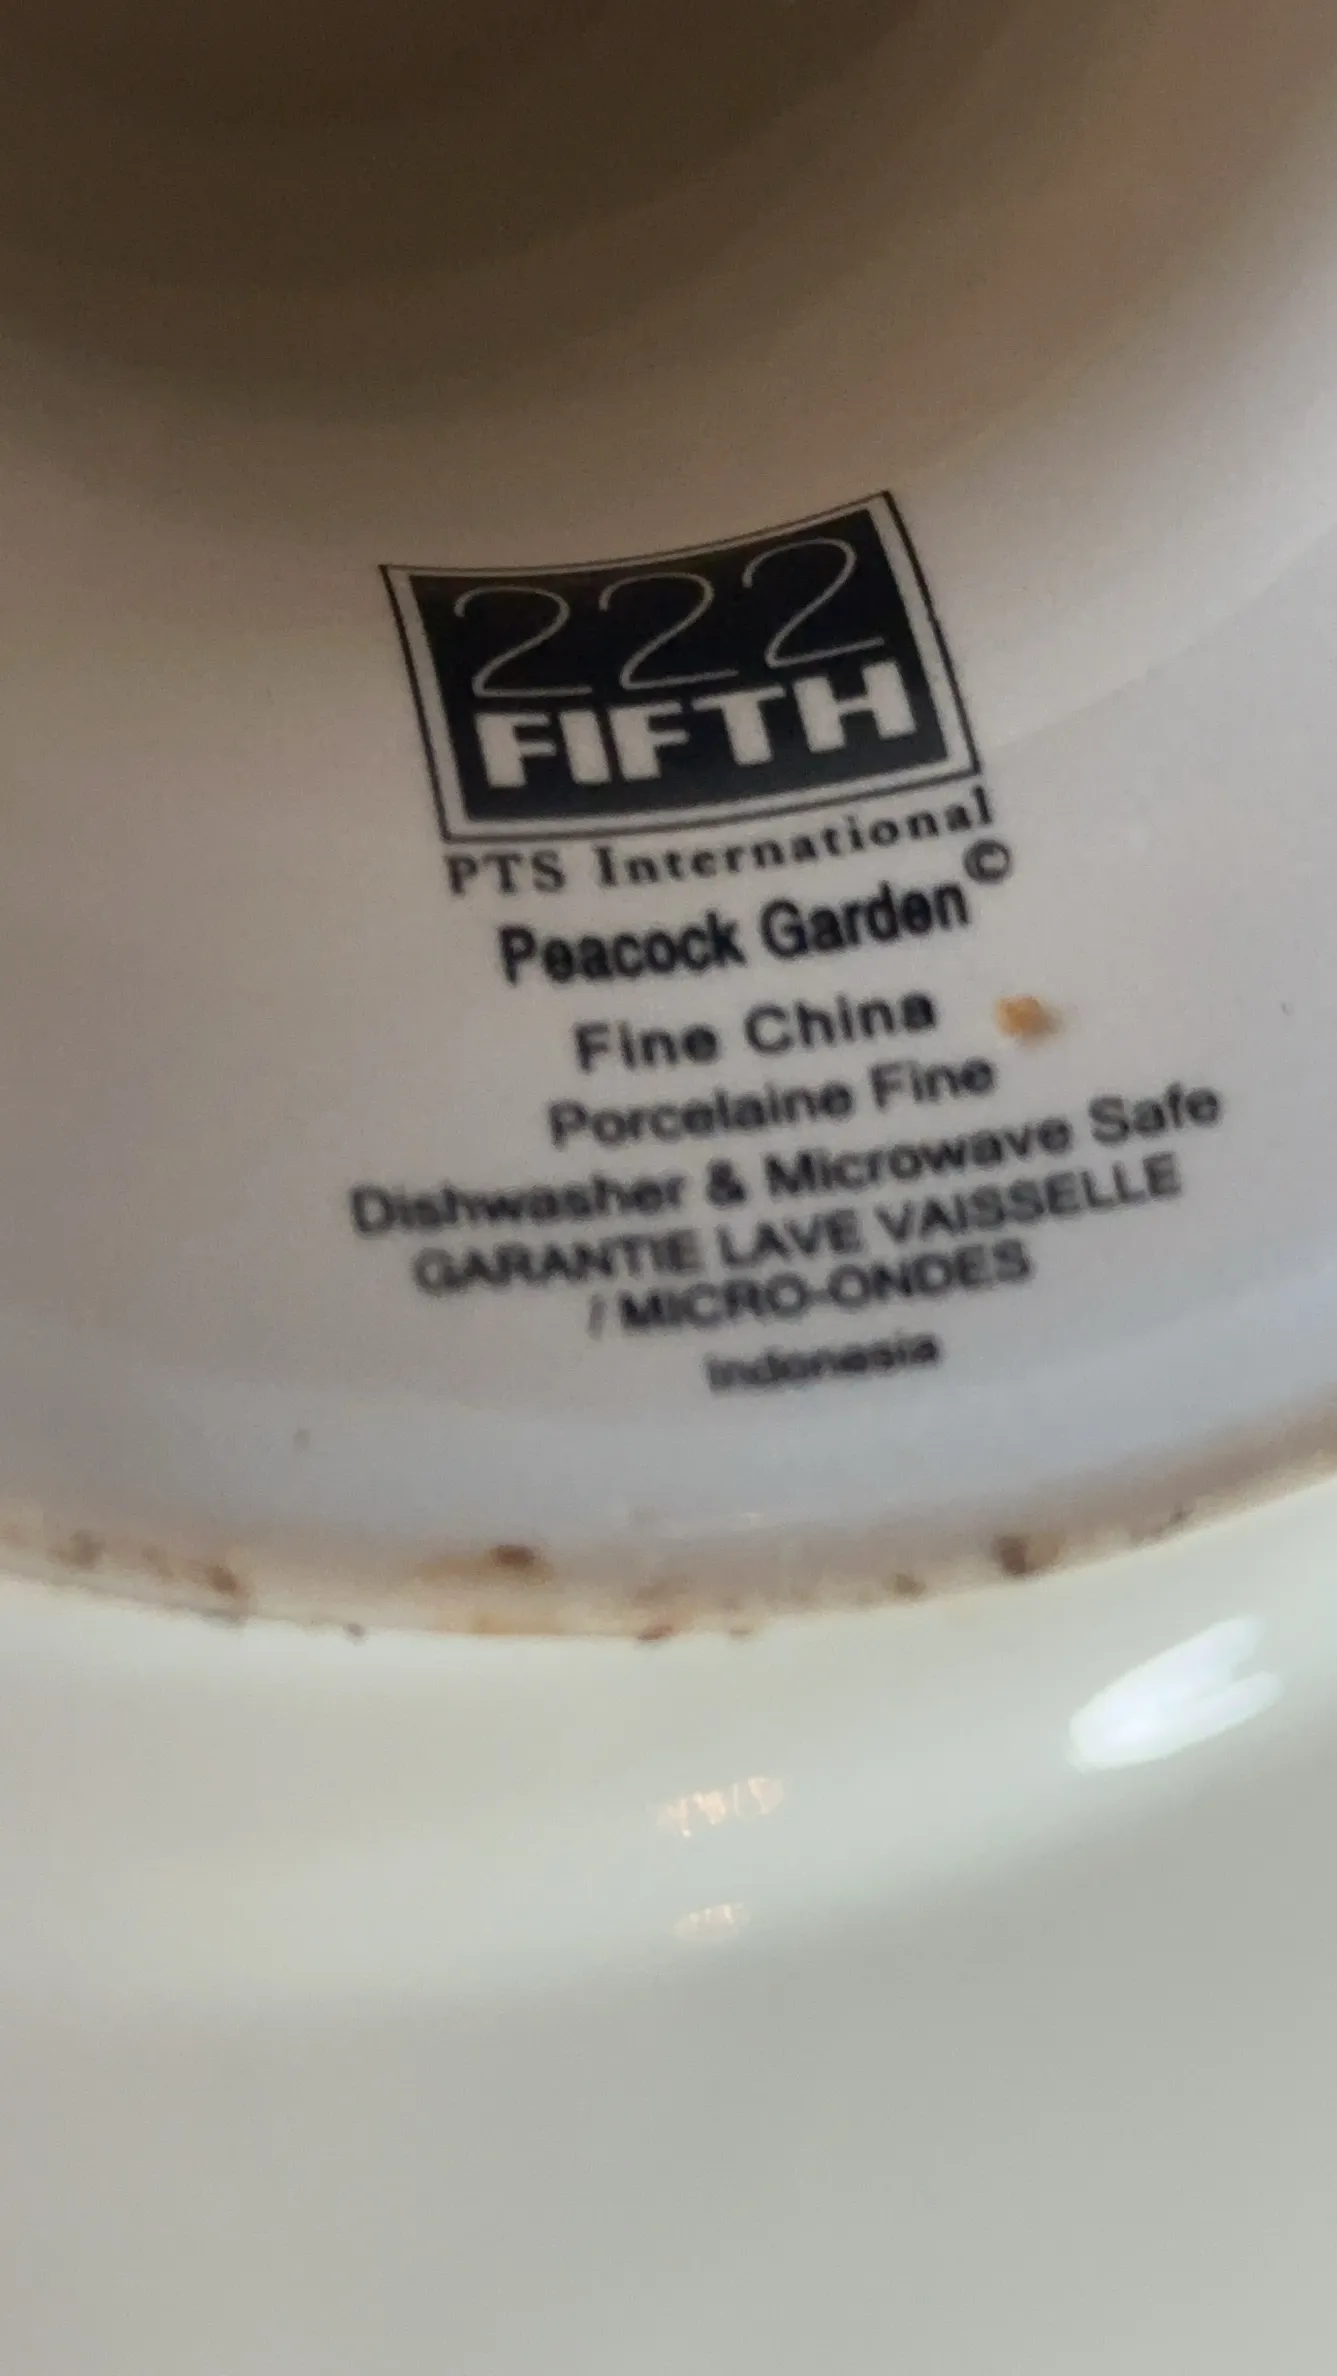 222
FIFTH
PTS International
Peacock Garden©
Fine China
Porcelaine Fine
Dishwasher & Microwave Safe
GARANTIE LAVE VAISSELLE
/ MICRO-ONDES
Indonesia